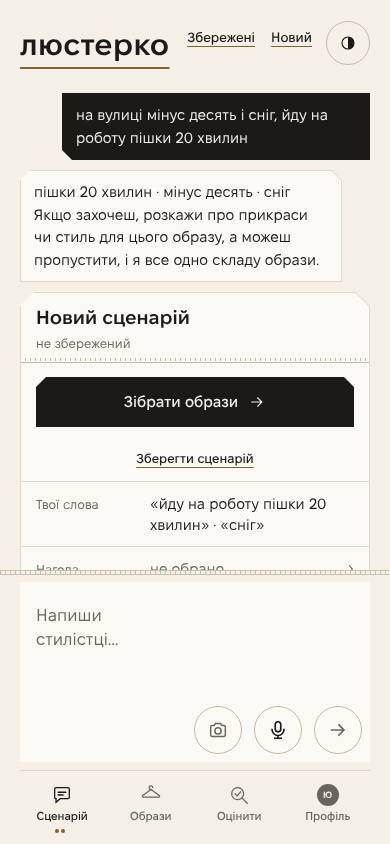 люстерко
Збережені
Новий
на вулиці мінус десять і сніг, йду на
роботу пішки 20 хвилин
пішки 20 хвилин · мінус десять · сніг
Якщо захочеш, розкажи про прикраси
чи стиль для цього образу, а можеш
пропустити, і я все одно складу образи.
Новий сценарій
не збережений
Зібрати образи →
Зберегти сценарій
Твої слова
«йду на роботу пішки 20
хвилин» · «сніг»
Нагода
не обрано
Напиши
стилістці…
Сценарій
Образи
Оцінити
Ю
Профіль